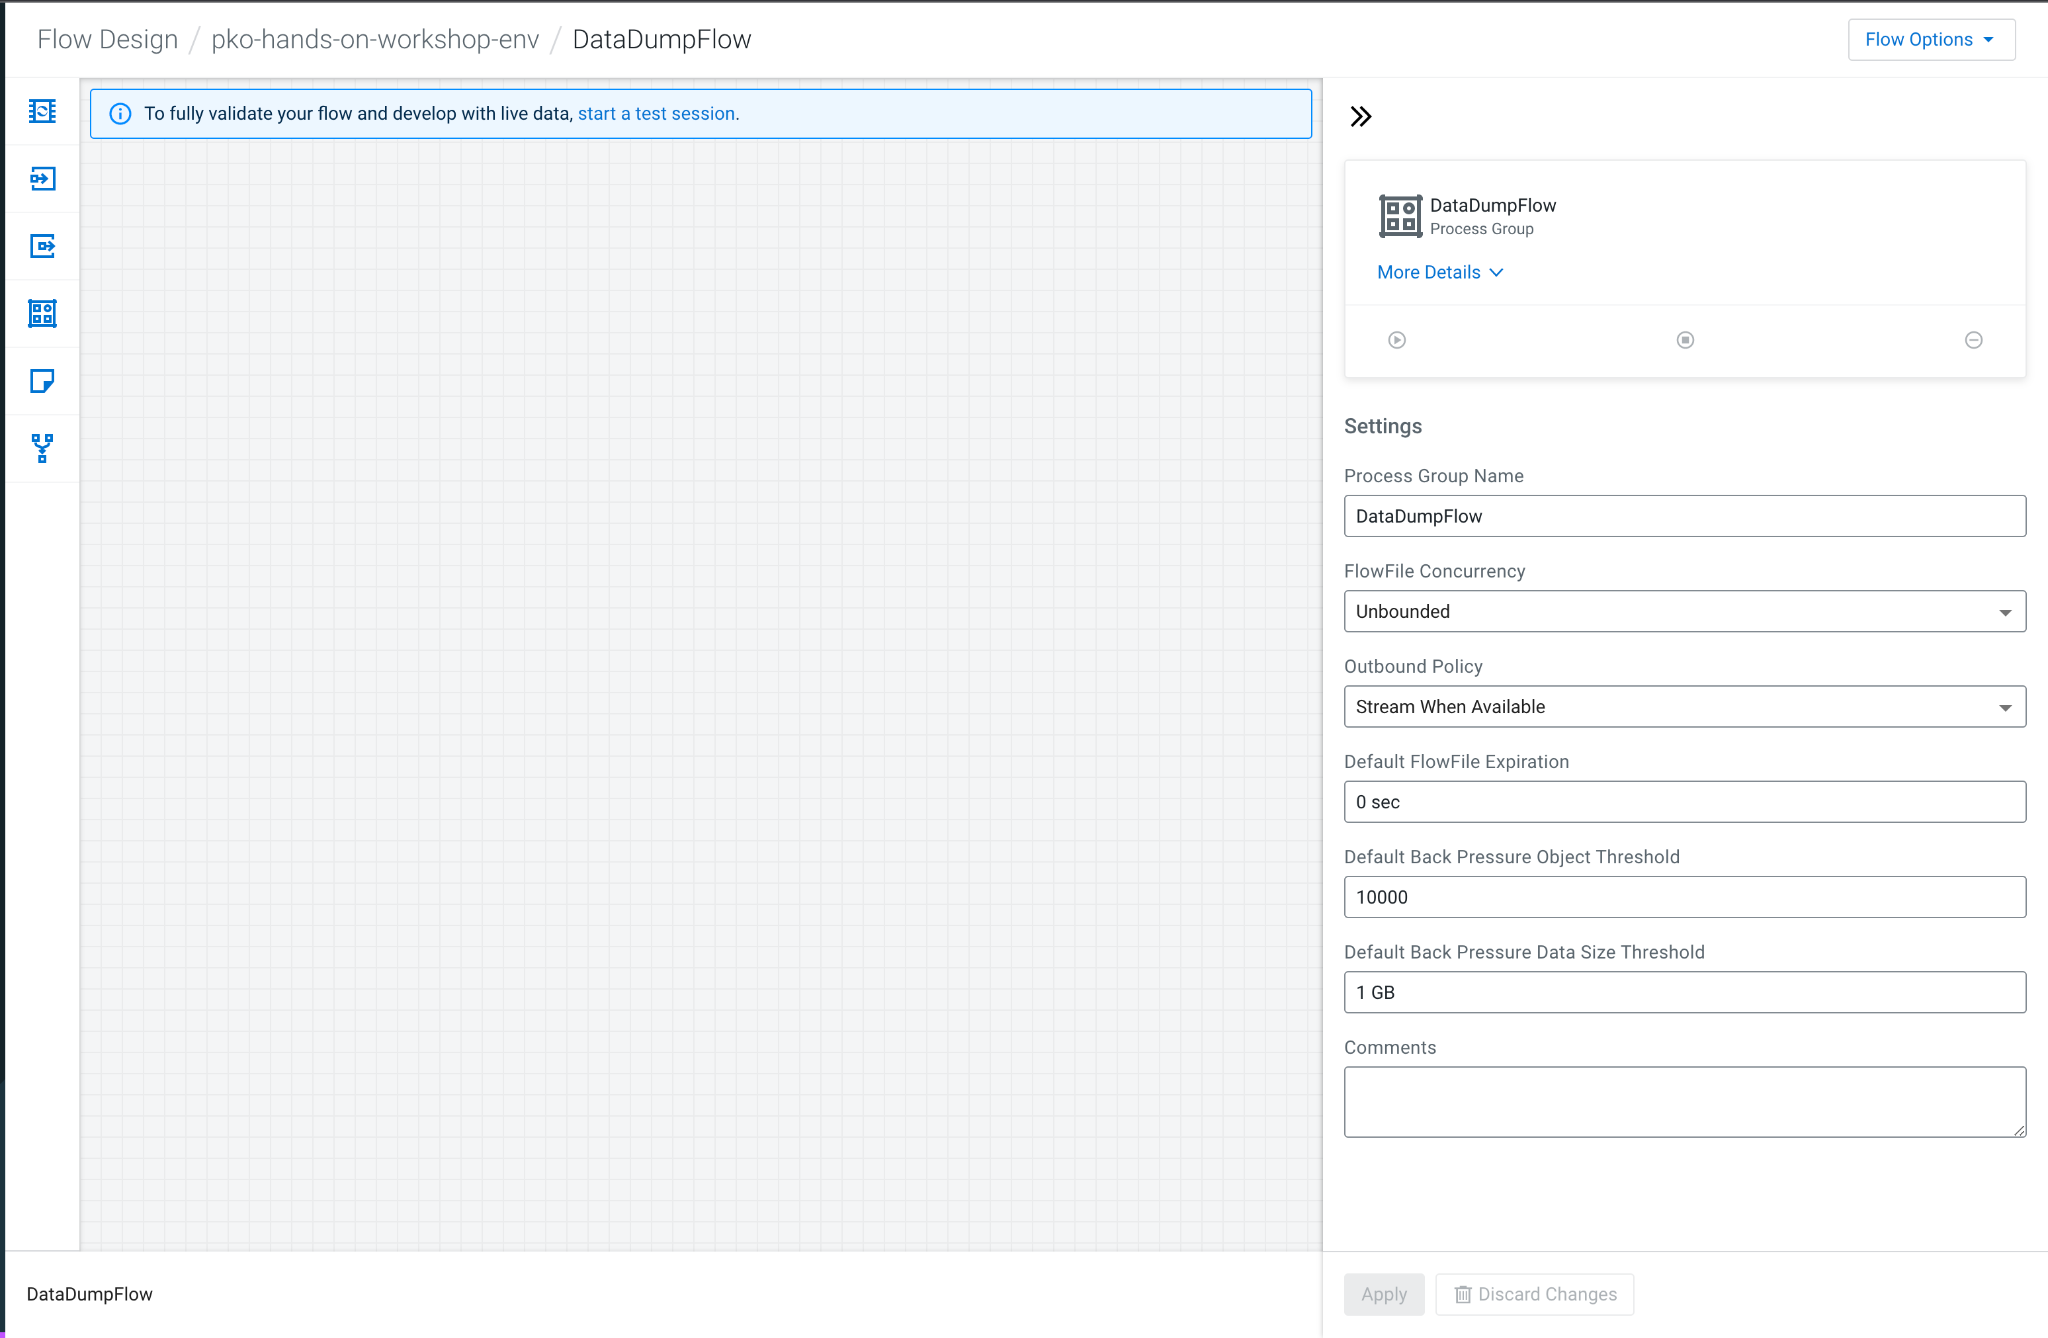 Flow Design / pko-hands-on-workshop-env / DataDumpFlow
Flow Options
To fully validate your flow and develop with live data, start a test session.
DataDumpFlow
Process Group
More Details
Settings
Process Group Name
DataDumpFlow
FlowFile Concurrency
Unbounded
Outbound Policy
Stream When Available
Default FlowFile Expiration
0 sec
Default Back Pressure Object Threshold
10000
Default Back Pressure Data Size Threshold
1 GB
Comments
DataDumpFlow
Apply
Discard Changes